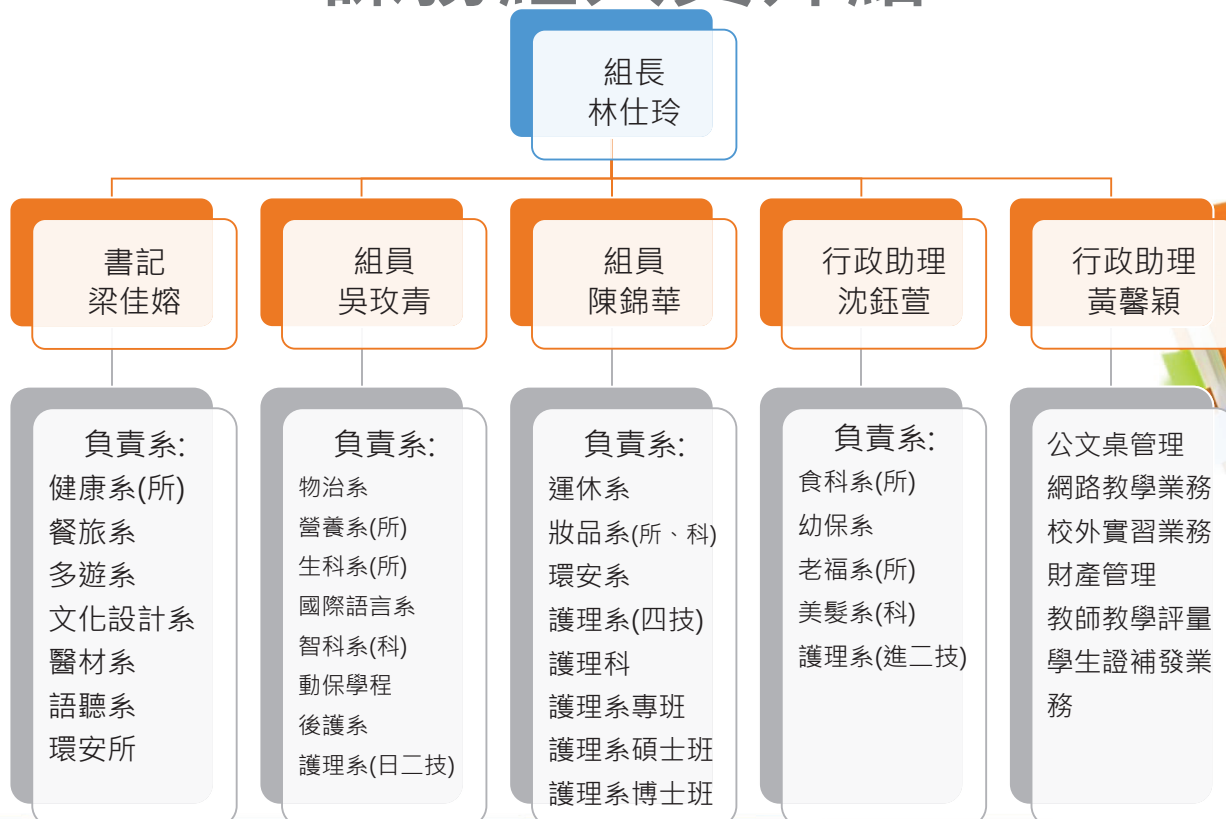 組長
林仕玲
書記
梁佳嫆
組員
吳玫青
組員
陳錦華
行政助理
沈鈺萱
行政助理
黃馨穎
負責系:
健康系(所)
餐旅系
多遊系
文化設計系
醫材系
語聽系
環安所
負責系:
物治系
營養系(所)
生科系(所)
國際語言系
智科系(科)
動保學程
後護系
護理系(日二技)
負責系:
運休系
妝品系(所、科)
環安系
護理系(四技)
護理科
護理系專班
護理系碩士班
護理系博士班
負責系:
食科系(所)
幼保系
老福系(所)
美髮系(科)
護理系(進二技)
公文桌管理
網路教學業務
校外實習業務
財產管理
教師教學評量
學生證補發業
務